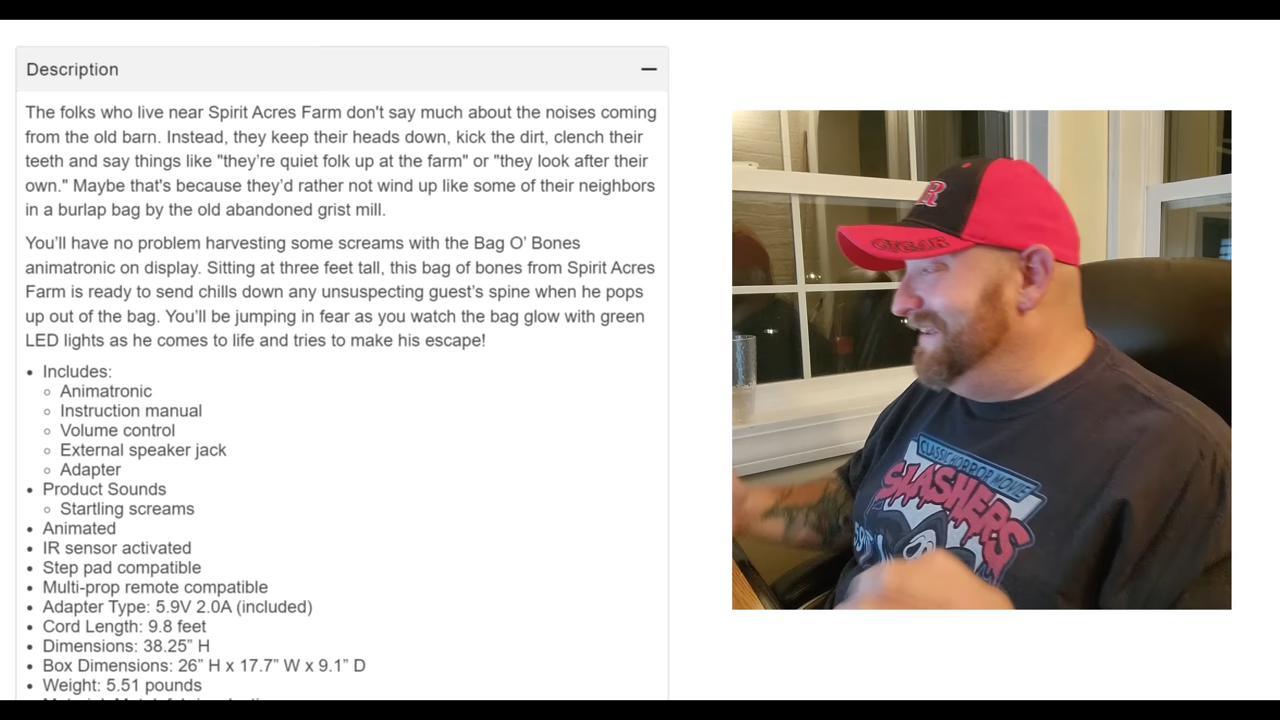 Description
The folks who live near Spirit Acres Farm don't say much about the noises coming
from the old barn. Instead, they keep their heads down, kick the dirt, clench their
teeth and say things like "they're quiet folk up at the farm" or "they look after their
own." Maybe that's because they'd rather not wind up like some of their neighbors
in a burlap bag by the old abandoned grist mill.
You'll have no problem harvesting some screams with the Bag O' Bones
animatronic on display. Sitting at three feet tall, this bag of bones from Spirit Acres
Farm is ready to send chills down any unsuspecting guest's spine when he pops
up out of the bag. You'll be jumping in fear as you watch the bag glow with green
LED lights as he comes to life and tries to make his escape!
• Includes:
○ Animatronic
○ Instruction manual
○ Volume control
○ External speaker jack
○ Adapter
• Product Sounds
○ Startling screams
• Animated
• IR sensor activated
• Step pad compatible
• Multi-prop remote compatible
• Adapter Type: 5.9V 2.0A (included)
• Cord Length: 9.8 feet
• Dimensions: 38.25” H
• Box Dimensions: 26” H x 17.7” W x 9.1” D
• Weight: 5.51 pounds
R
CLASSIC HORROR MOVIE
SLASHERS